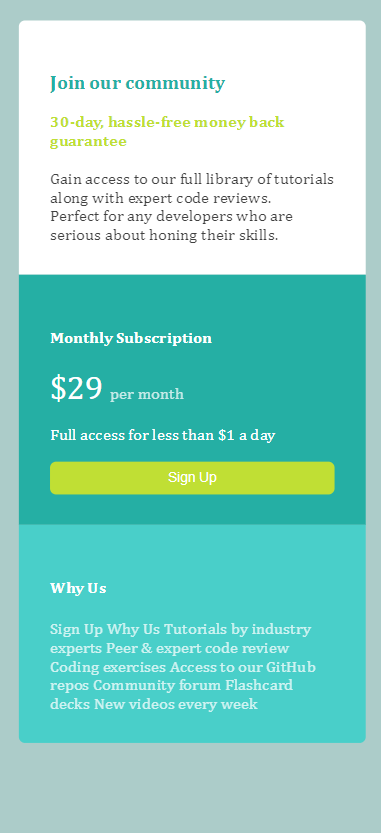 Join our community
30-day, hassle-free money back
guarantee
Gain access to our full library of tutorials
along with expert code reviews.
Perfect for any developers who are
serious about honing their skills.
Monthly Subscription
$29 per month
Full access for less than $1 a day
Sign Up
Why Us
Sign Up Why Us Tutorials by industry
experts Peer & expert code review
Coding exercises Access to our GitHub
repos Community forum Flashcard
decks New videos every week